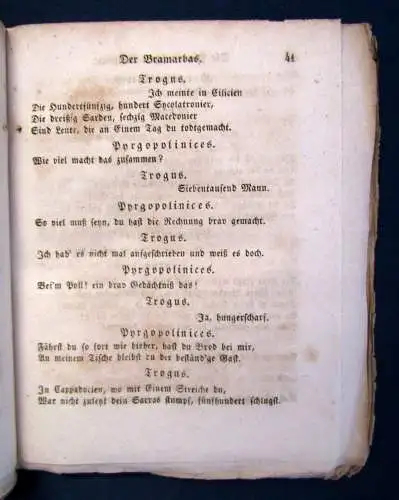 Der Bramarbas. 41
Trogus.
Ich meinte in Cilicien
Die Hundertfünfzig, hundert Sycolatronier,
Die dreißig Sarden, sechzig Macedonier
Sind Leute, die an Einem Tag du todtgemacht.
Pyrgopolinices.
Wie viel macht das zusammen?
Trogus.
Siebentausend Mann.
Pyrgopolinices.
So viel muß seyn, du hast die Rechnung brav gemacht.
Trogus.
Ich hab' es nicht mal aufgeschrieben und weiß es doch.
Pyrgopolinices.
Bei'm Poll! ein brav Gedächtniß das!
Trogus.
Ja, hungerscharf.
Pyrgopolinices.
Fährst du so fort wie bisher, hast du Brod bei mir,
An meinem Tische bleibst du der beständ'ge Gast.
Trogus.
In Cappadocien, wo mit Einem Streiche du,
War nicht zuletzt dein Sarras stumpf, fünfhundert schlugst.